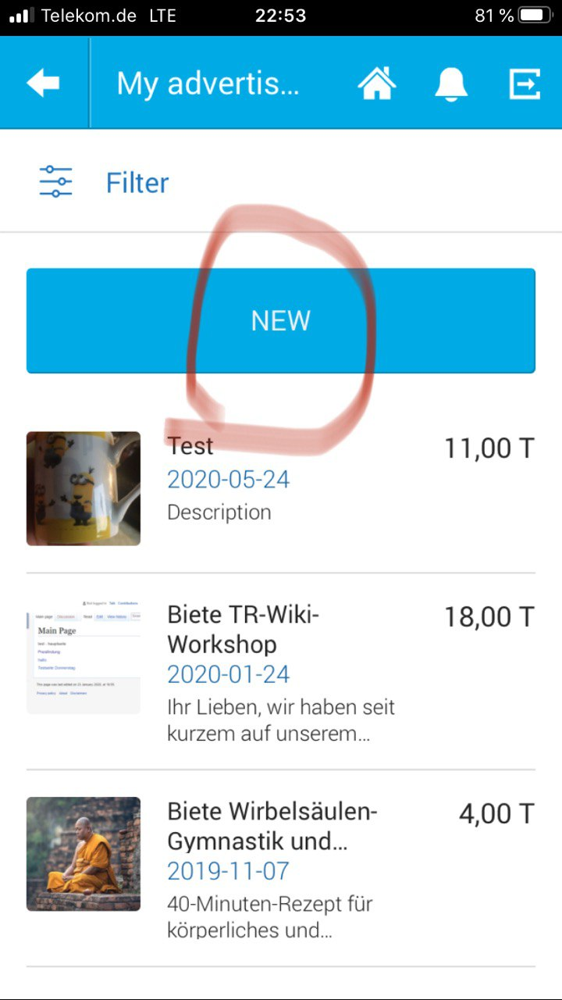 Telekom.de LTE 22:53 81 %
My advertis...
Filter
NEW
Test
11,00 T
2020-05-24
Description
Biete TR-Wiki-
Workshop
18,00 T
2020-01-24
Ihr Lieben, wir haben seit
kurzem auf unserem...
Main Page
Biete Wirbelsäulen-
Gymnastik und...
4,00 T
2019-11-07
40-Minuten-Rezept für
körperliches und...